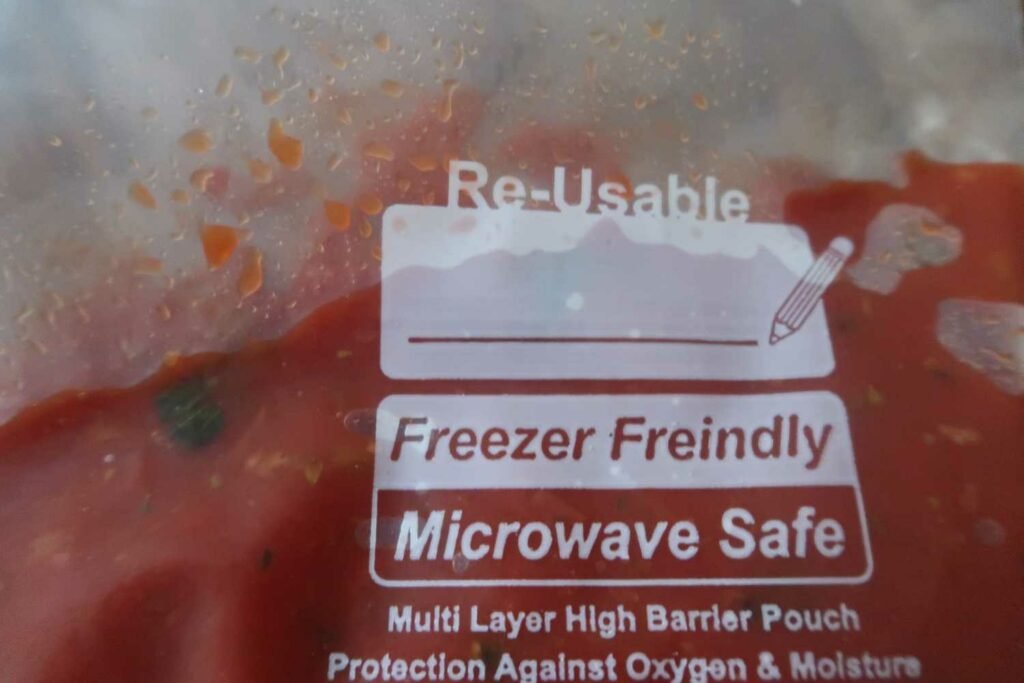 Re-Usable
Freezer Freindly
Microwave Safe
Multi Layer High Barrier Pouch
Protection Against Oxygen & Moisture